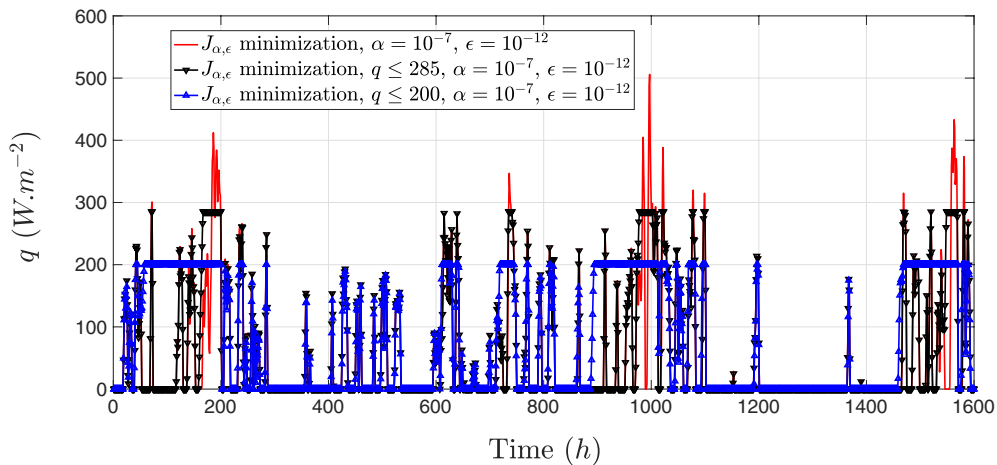 600
500
400
300
200
100
0
q (W.m⁻²)
J_{α,ϵ} minimization, α = 10⁻⁷, ϵ = 10⁻¹²
J_{α,ϵ} minimization, q ≤ 285, α = 10⁻⁷, ϵ = 10⁻¹²
J_{α,ϵ} minimization, q ≤ 200, α = 10⁻⁷, ϵ = 10⁻¹²
0 200 400 600 800 1000 1200 1400 1600
Time (h)